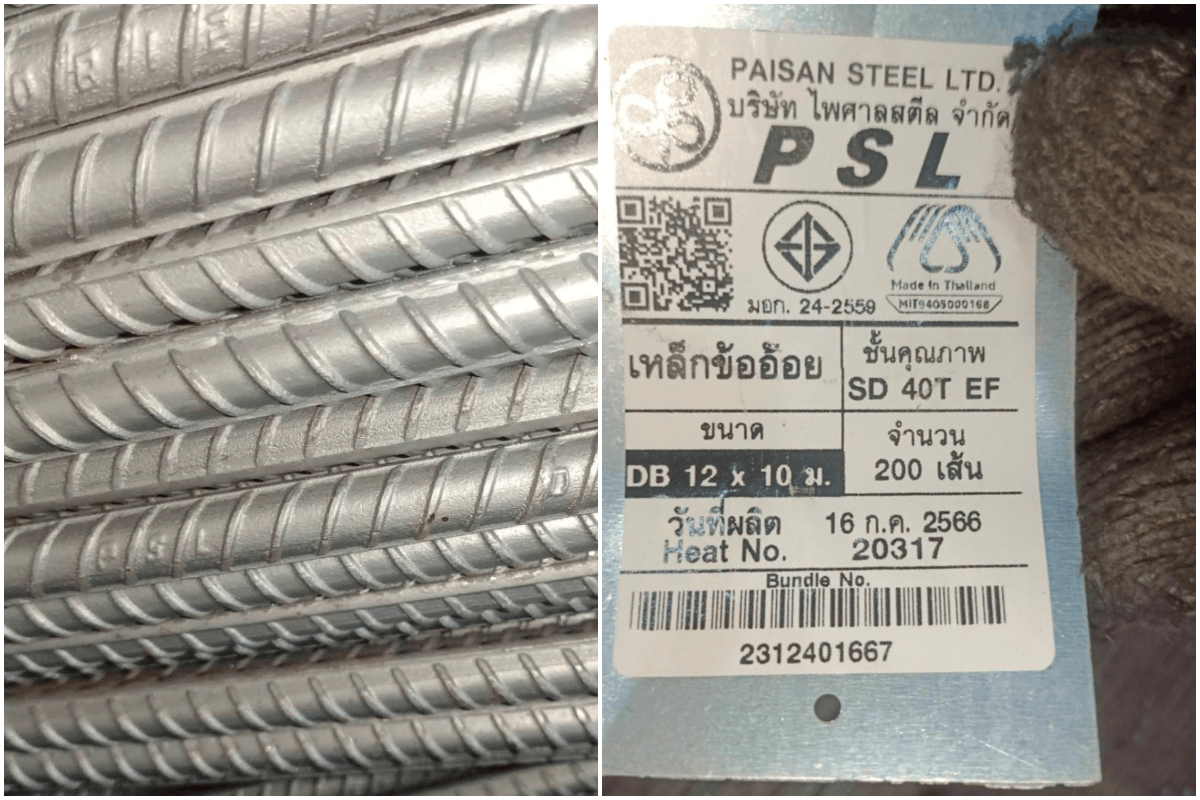 PSL
D
PAISAN STEEL LTD.
บริษัท ไพศาลสตีล จำกัด
PSL
มอก. 24-2559
Made in Thailand
MIT6405000168
เหล็กข้ออ้อย
ชั้นคุณภาพ
SD 40T EF
ขนาด
DB 12 x 10 ม.
จำนวน
200 เส้น
วันที่ผลิต 16 ก.ค. 2566
Heat No. 20317
Bundle No.
2312401667